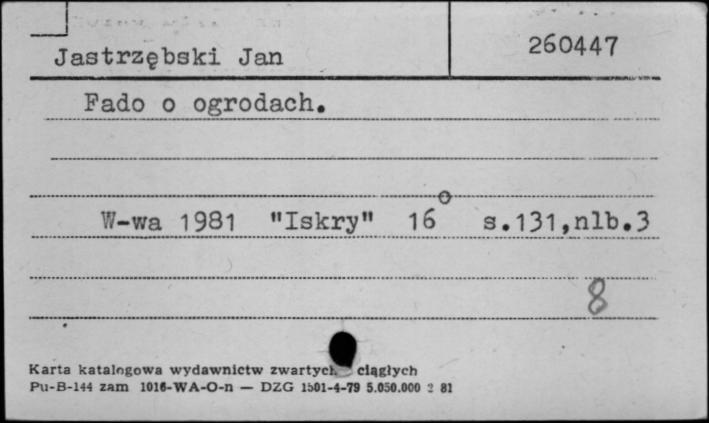 Jastrzębski Jan 260447
Fado o ogrodach.
W-wa 1981 "Iskry" 16° s.131,nlb.3
8
Karta katalogowa wydawnictw zwartych ciągłych
Pu-B-144 zam 1016-WA-O-n — DZG 1501-4-79 5.050.000 2 81